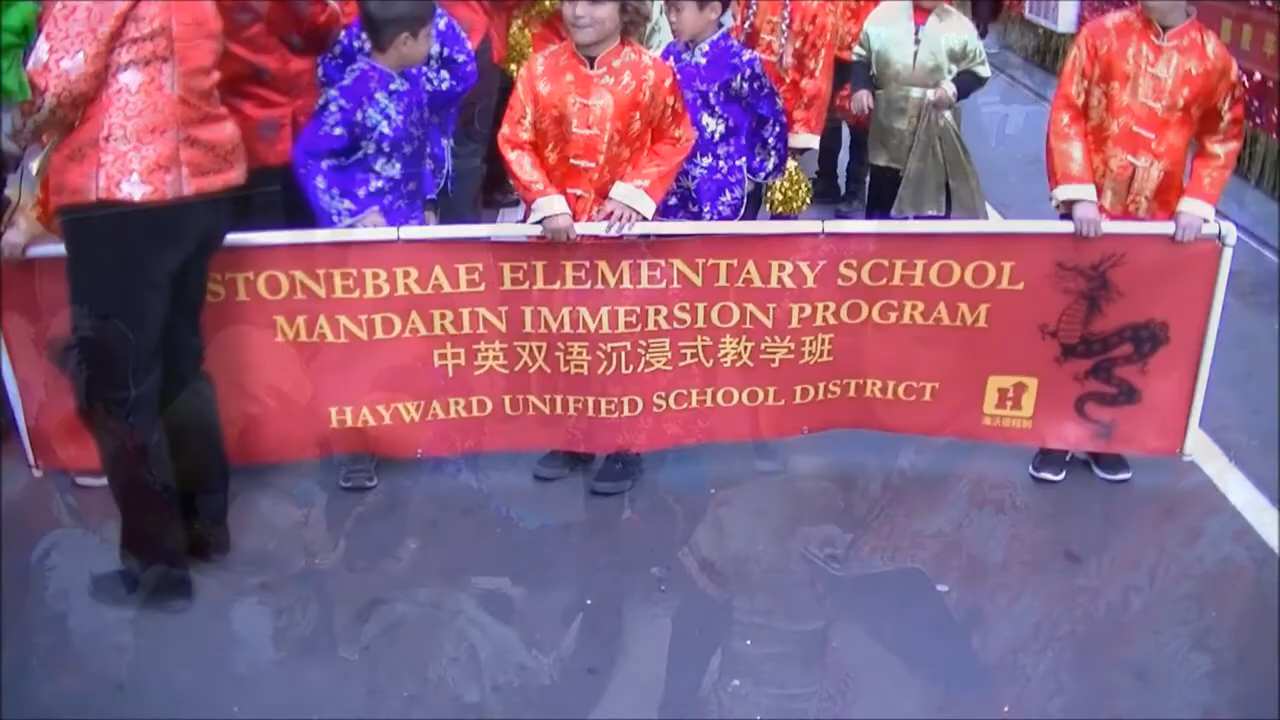 STONEBRAE ELEMENTARY SCHOOL
MANDARIN IMMERSION PROGRAM
中英双语沉浸式教学班
HAYWARD UNIFIED SCHOOL DISTRICT
H